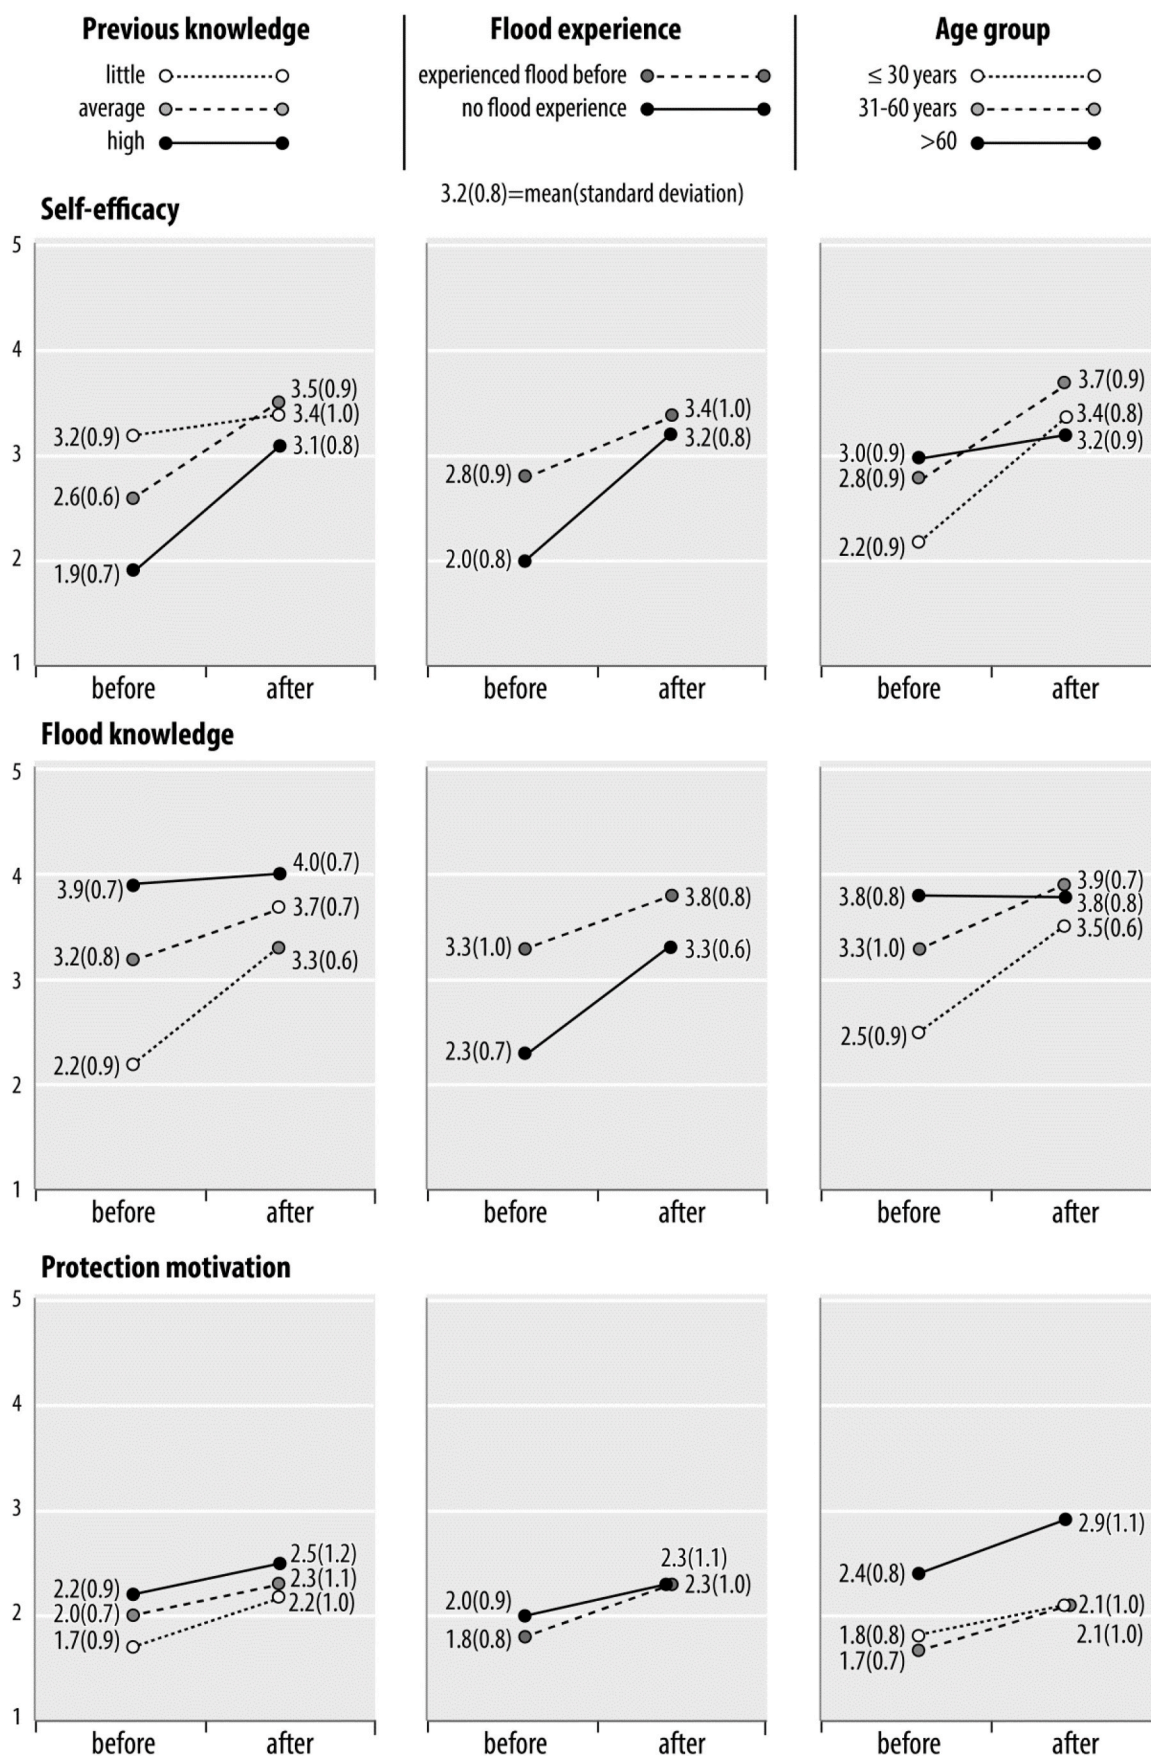 Previous knowledge
little
average
high
Flood experience
experienced flood before
no flood experience
Age group
≤ 30 years
31-60 years
>60
3.2(0.8)=mean(standard deviation)
Self-efficacy
5
4
3
2
1
3.2(0.9)
2.6(0.6)
1.9(0.7)
3.5(0.9)
3.4(1.0)
3.1(0.8)
before after
2.8(0.9)
2.0(0.8)
3.4(1.0)
3.2(0.8)
before after
3.0(0.9)
2.8(0.9)
2.2(0.9)
3.7(0.9)
3.4(0.8)
3.2(0.9)
before after
Flood knowledge
5
4
3
2
1
3.9(0.7)
3.2(0.8)
2.2(0.9)
4.0(0.7)
3.7(0.7)
3.3(0.6)
before after
3.3(1.0)
2.3(0.7)
3.8(0.8)
3.3(0.6)
before after
3.8(0.8)
3.3(1.0)
2.5(0.9)
3.9(0.7)
3.8(0.8)
3.5(0.6)
before after
Protection motivation
5
4
3
2
1
2.2(0.9)
2.0(0.7)
1.7(0.9)
2.5(1.2)
2.3(1.1)
2.2(1.0)
before after
2.0(0.9)
1.8(0.8)
2.3(1.1)
2.3(1.0)
before after
2.4(0.8)
1.8(0.8)
1.7(0.7)
2.9(1.1)
2.1(1.0)
2.1(1.0)
before after